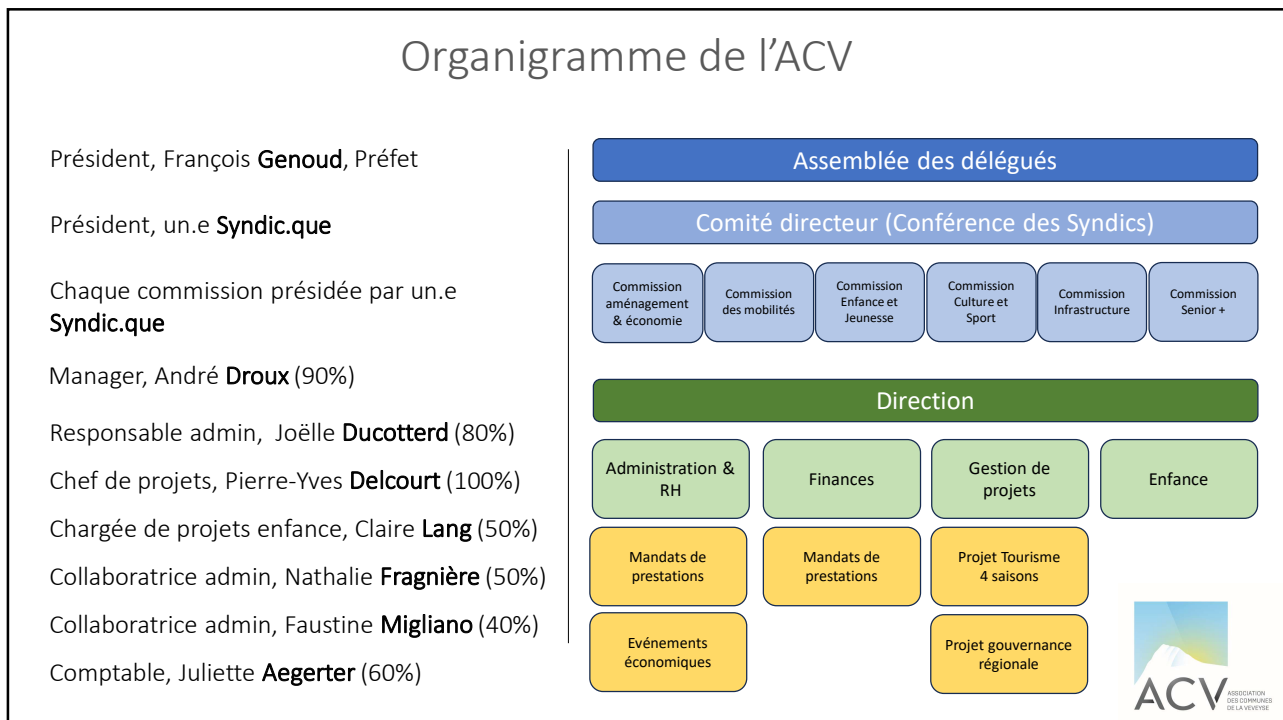 Organigramme de l'ACV
Président, François Genoud, Préfet
Président, un.e Syndic.que
Chaque commission présidée par un.e
Syndic.que
Manager, André Droux (90%)
Responsable admin, Joëlle Ducotterd (80%)
Chef de projets, Pierre-Yves Delcourt (100%)
Chargée de projets enfance, Claire Lang (50%)
Collaboratrice admin, Nathalie Fragnière (50%)
Collaboratrice admin, Faustine Migliano (40%)
Comptable, Juliette Aegerter (60%)
Assemblée des délégués
Comité directeur (Conférence des Syndics)
Commission
aménagement
& économie
Commission
des mobilités
Commission
Enfance et
Jeunesse
Commission
Culture et
Sport
Commission
Infrastructure
Commission
Senior +
Direction
Administration &
RH
Finances
Gestion de
projets
Enfance
Mandats de
prestations
Mandats de
prestations
Projet Tourisme
4 saisons
Evénements
économiques
Projet gouvernance
régionale
ACV
ASSOCIATION
DES COMMUNES
DE LA VEVEYSE